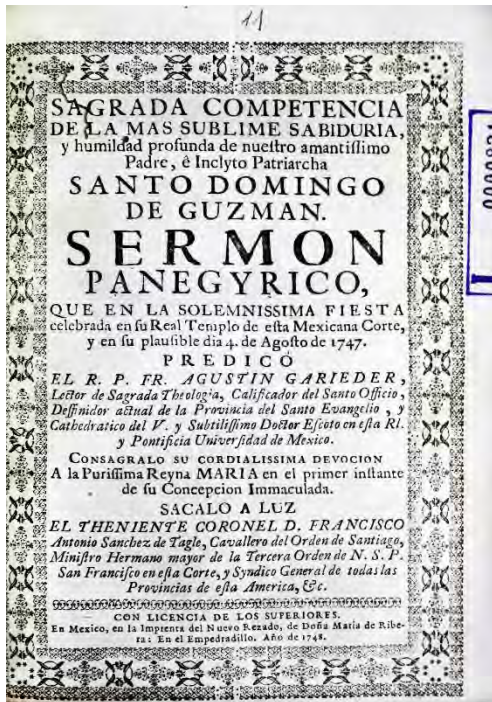 11
SAGRADA COMPETENCIA
DE LA MAS SUBLIME SABIDURIA,
y humildad profunda de nueſtro amantiſſimo
Padre, ê Inclyto Patriarcha
SANTO DOMINGO
DE GUZMAN.
SERMON
PANEGYRICO,
QUE EN LA SOLEMNISSIMA FIESTA
celebrada en ſu Real Templo de eſta Mexicana Corte,
y en ſu plauſible dia 4. de Agoſto de 1747.
PREDICÓ
EL R. P. FR. AGUSTIN GARIEDER,
Lector de Sagrada Theologia, Calificador del Santo Officio,
Deffinidor actual de la Provincia del Santo Evangelio, y
Cathedratico del V. y Subtiliſſimo Doctor Eſcoto en eſta Rl.
y Pontificia Univerſidad de Mexico.
CONSAGRALO SU CORDIALISSIMA DEVOCION
A la Puriſſima Reyna MARIA en el primer inſtante
de ſu Concepcion Immaculada.
SACALO A LUZ
EL THENIENTE CORONEL D. FRANCISCO
Antonio Sanchez de Tagle, Cavallero del Orden de Santiago,
Miniſtro Hermano mayor de la Tercera Orden de N. S. P.
San Franciſco en eſta Corte, y Syndico General de todas las
Provincias de eſta America, &c.
CON LICENCIA DE LOS SUPERIORES.
En Mexico, en la Imprenta del Nuevo Rezado, de Doña Maria de Ribe-
ra: En el Empedradillo. Año de 1748.